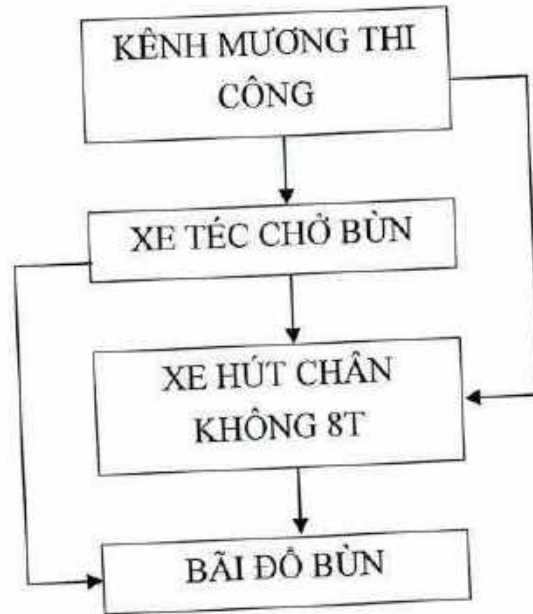 KÊNH MƯƠNG THI
CÔNG
XE TÉC CHỞ BÙN
XE HÚT CHÂN
KHÔNG 8T
BÃI ĐỔ BÙN